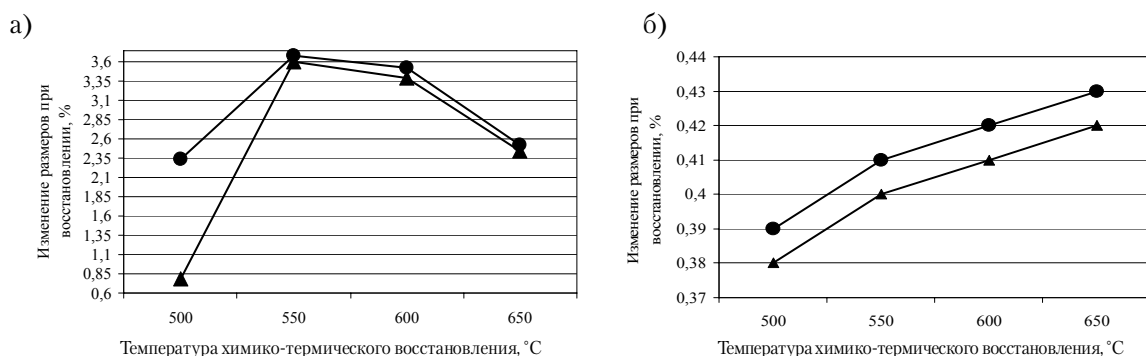 а)
Изменение размеров при
восстановлении, %
3,6
3,35
3,1
2,85
2,6
2,35
2,1
1,85
1,6
1,35
1,1
0,85
0,6
500 550 600 650
Температура химико-термического восстановления, °С
б)
Изменение размеров при
восстановлении, %
0,44
0,43
0,42
0,41
0,4
0,39
0,38
0,37
500 550 600 650
Температура химико-термического восстановления, °С